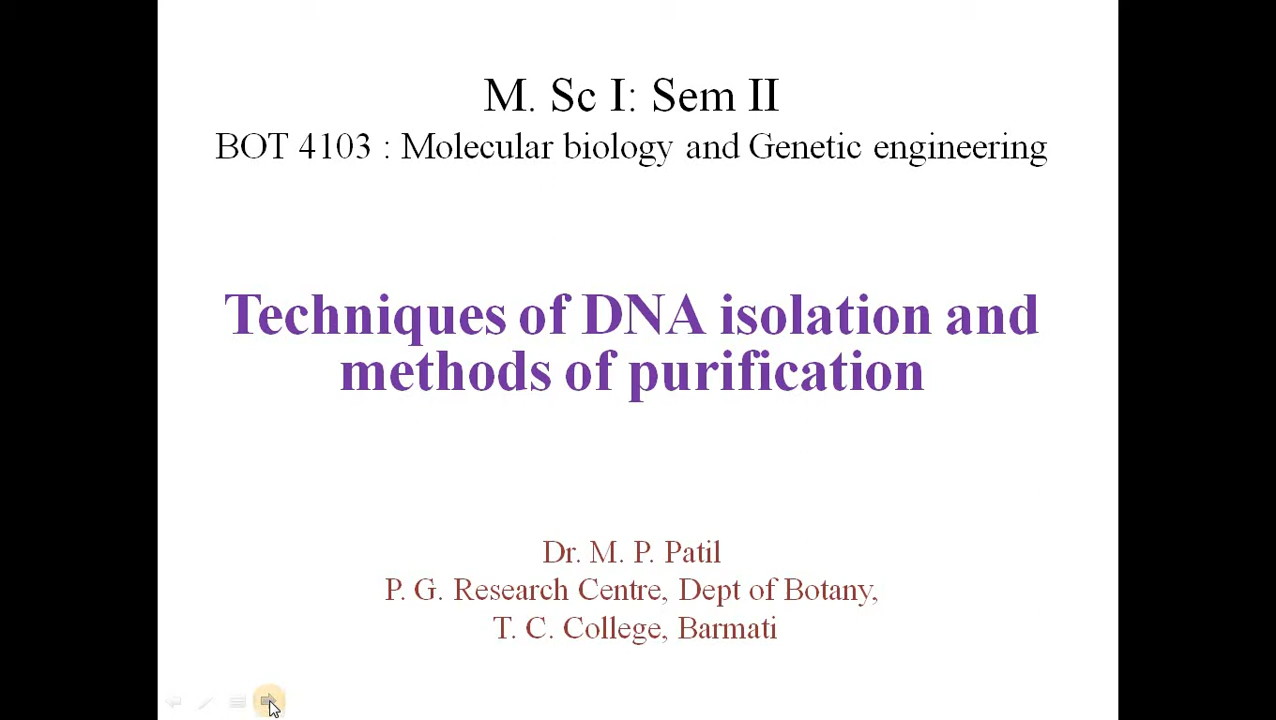 M. Sc I: Sem II
BOT 4103 : Molecular biology and Genetic engineering
Techniques of DNA isolation and
methods of purification
Dr. M. P. Patil
P. G. Research Centre, Dept of Botany,
T. C. College, Barmati